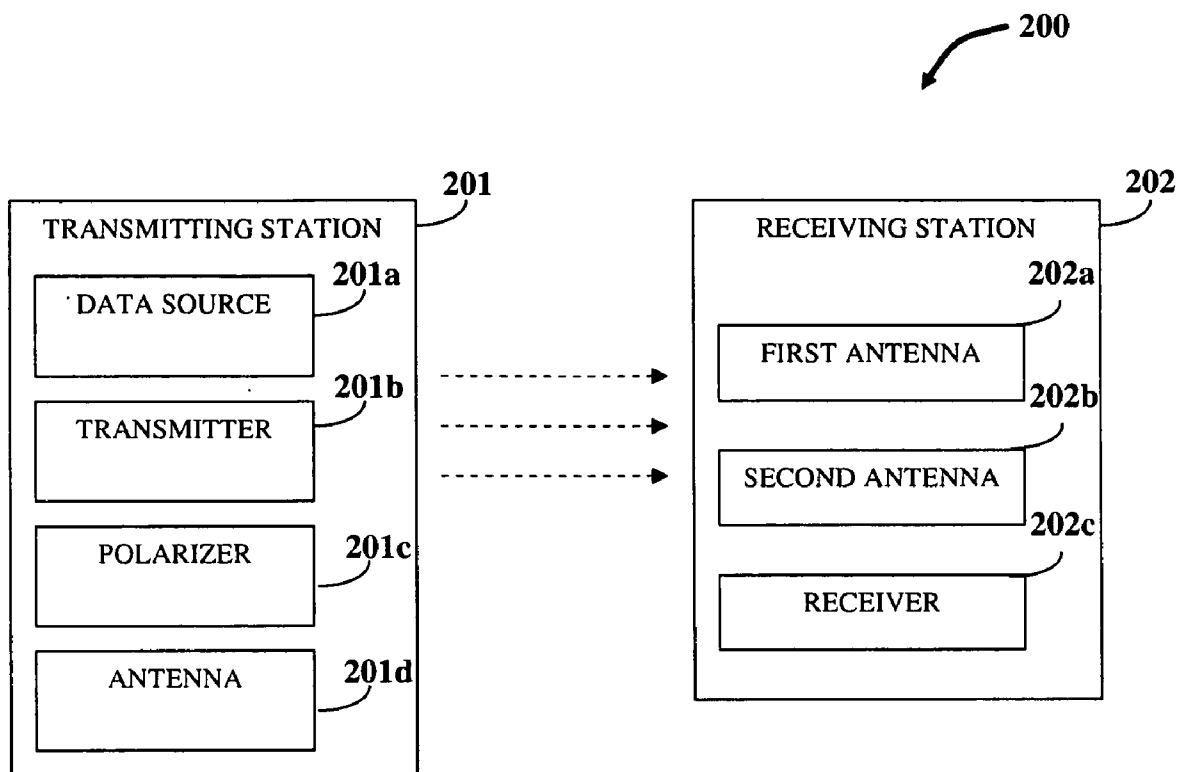 200
201
TRANSMITTING STATION
201a
DATA SOURCE
201b
TRANSMITTER
201c
POLARIZER
201d
ANTENNA
202
RECEIVING STATION
202a
FIRST ANTENNA
202b
SECOND ANTENNA
202c
RECEIVER